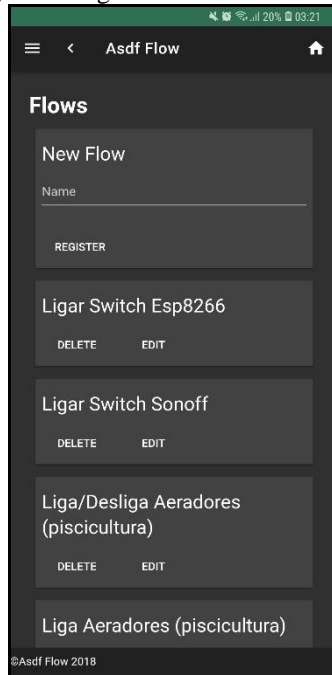 20% 03:21
Asdf Flow
Flows
New Flow
Name
REGISTER
Ligar Switch Esp8266
DELETE EDIT
Ligar Switch Sonoff
DELETE EDIT
Liga/Desliga Aeradores
(piscicultura)
DELETE EDIT
Liga Aeradores (piscicultura)
©Asdf Flow 2018